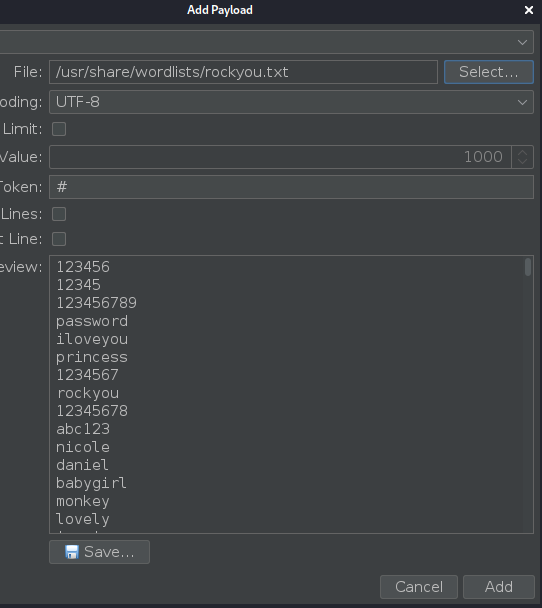 Add Payload
File: /usr/share/wordlists/rockyou.txt Select...
oding: UTF-8
Limit:
Value: 1000
Token: #
Lines:
t Line:
eview: 123456
12345
123456789
password
iloveyou
princess
1234567
rockyou
12345678
abc123
nicole
daniel
babygirl
monkey
lovely
Save...
Cancel Add